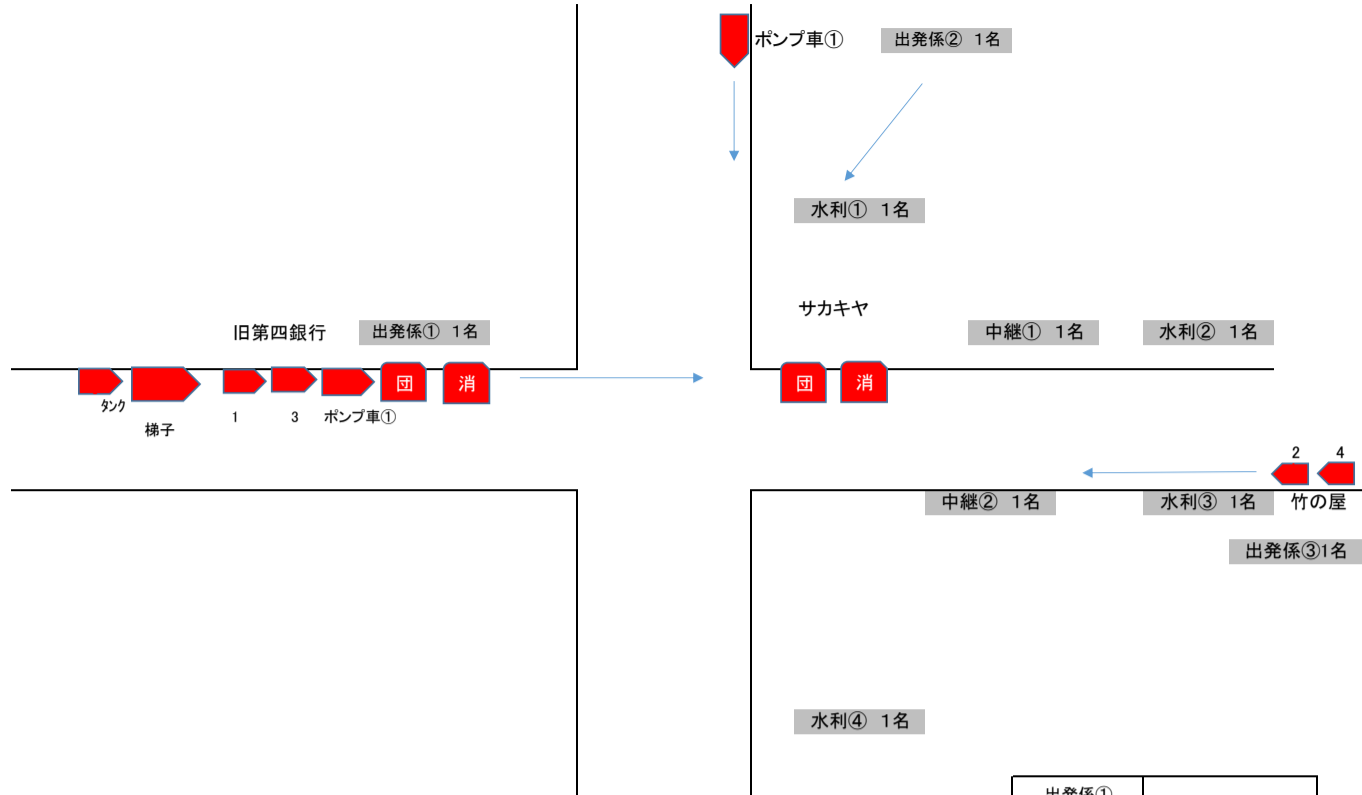 ポンプ車①
出発係② 1名
水利① 1名
サカキヤ
旧第四銀行
出発係① 1名
中継① 1名
水利② 1名
団
消
団
消
タンク
梯子
1
3
ポンプ車①
2
4
中継② 1名
水利③ 1名
竹の屋
出発係③1名
水利④ 1名
出発係①